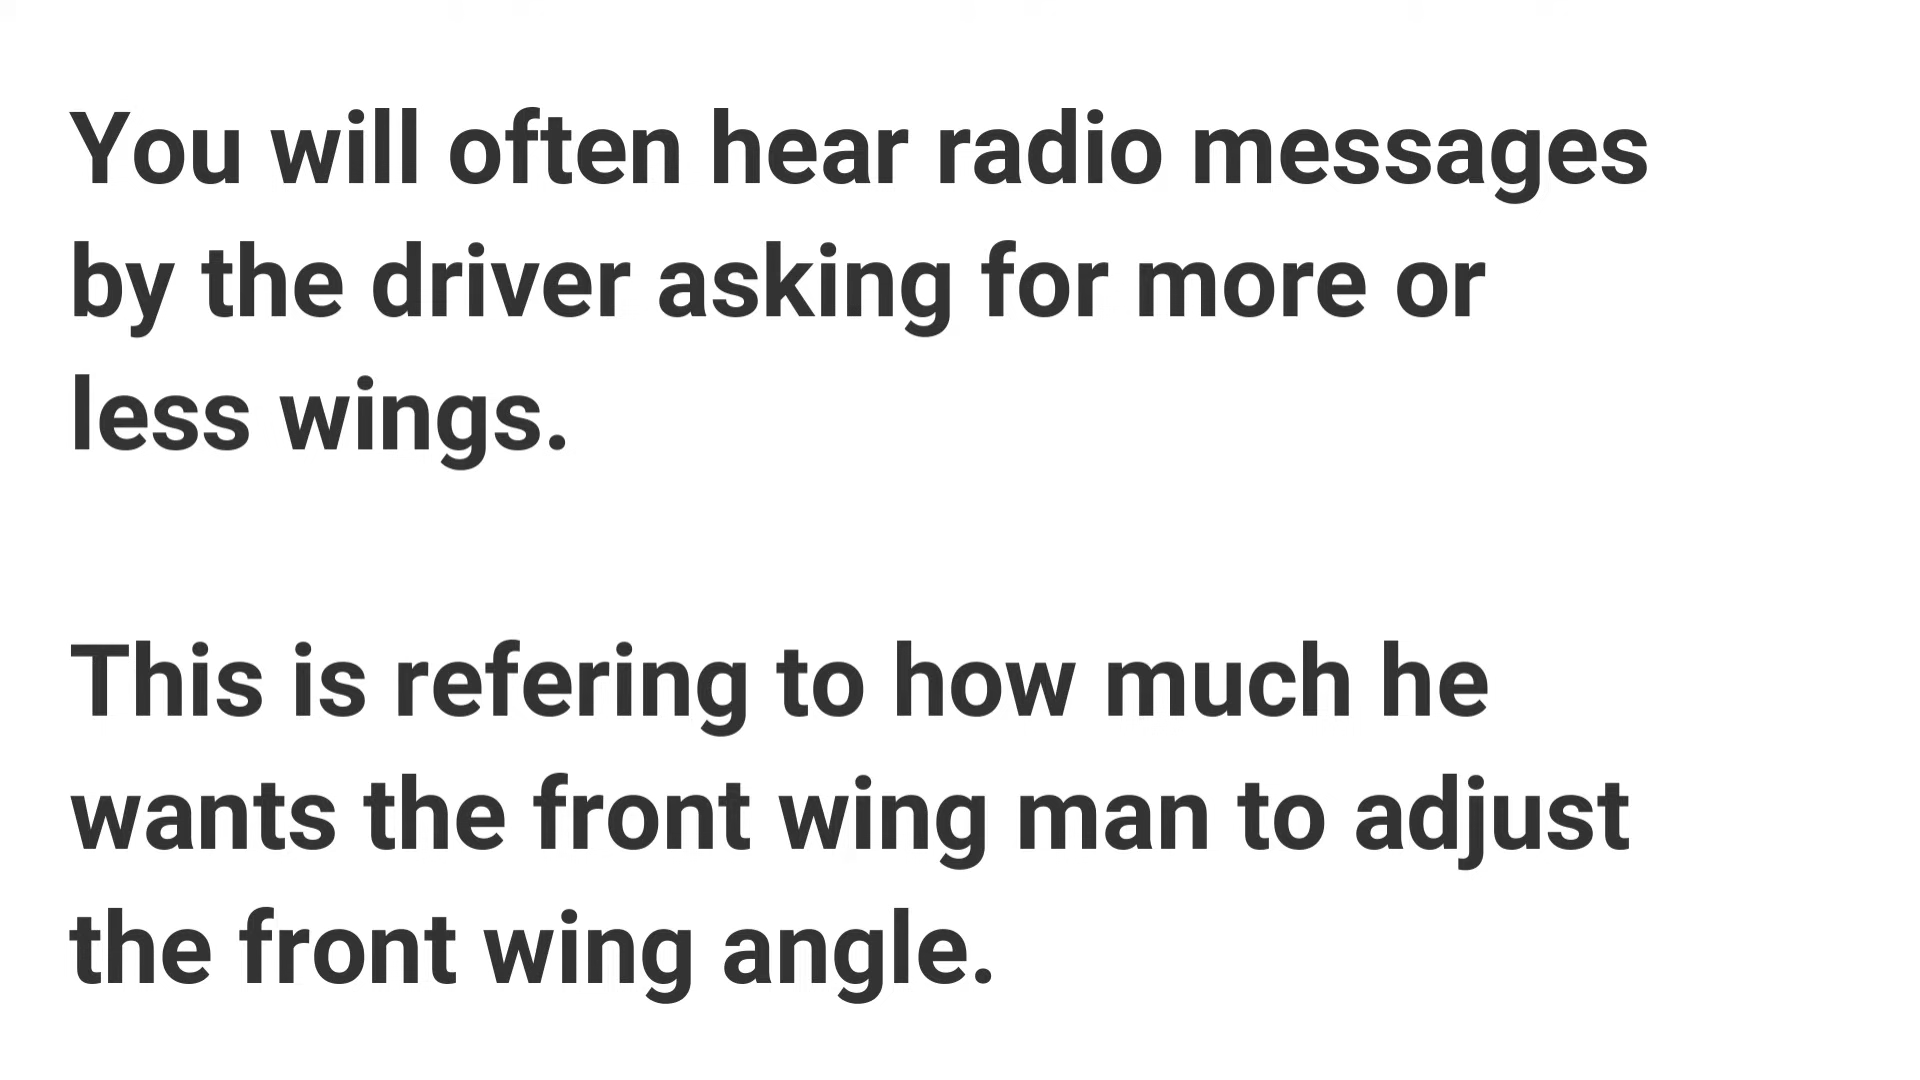 You will often hear radio messages
by the driver asking for more or
less wings.
This is refering to how much he
wants the front wing man to adjust
the front wing angle.